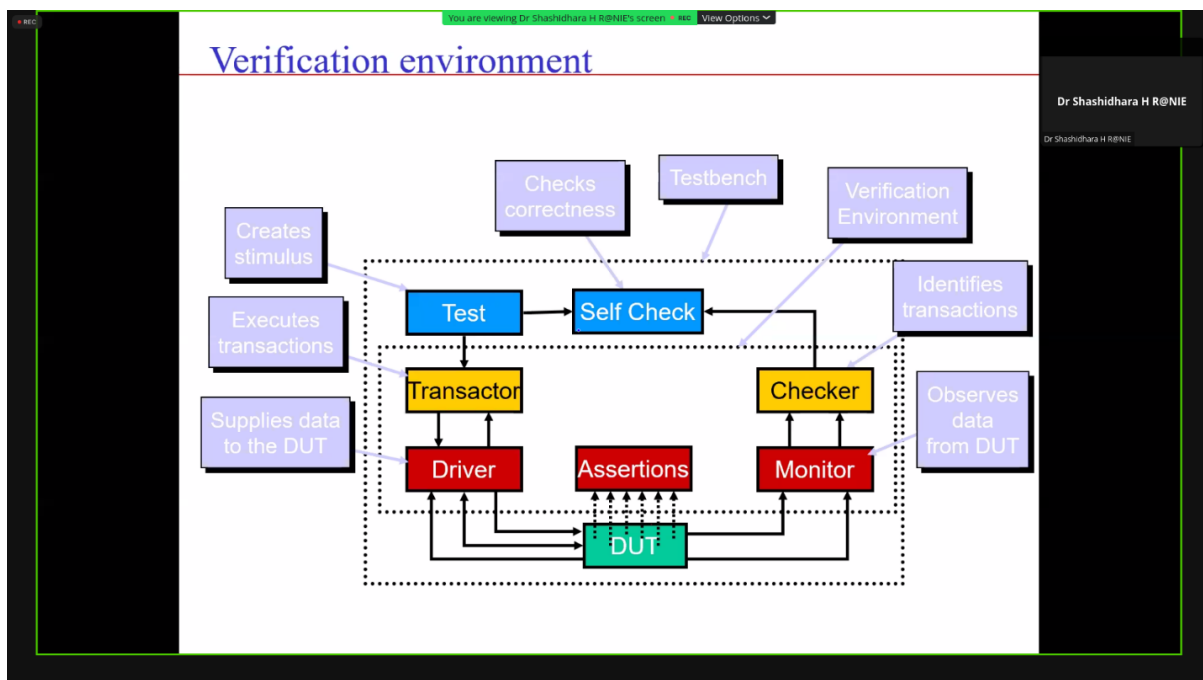 REC
You are viewing Dr Shashidhara H R@NIE's screen REC View Options
Verification environment
Dr Shashidhara H R@NIE
Dr Shashidhara H R@NIE
Checks
correctness
Testbench
Verification
Environment
Creates
stimulus
Identifies
transactions
Test
Self Check
Executes
transactions
Transactor
Checker
Supplies data
to the DUT
Observes
data
from DUT
Driver
Assertions
Monitor
DUT